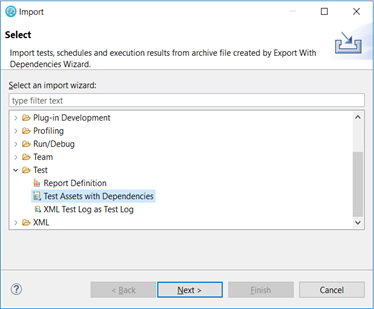 Import
Select
Import tests, schedules and execution results from archive file created by Export With
Dependencies Wizard.
Select an import wizard:
type filter text
Plug-in Development
Profiling
Run/Debug
Team
Test
Report Definition
Test Assets with Dependencies
XML Test Log as Test Log
XML
?
< Back
Next >
Finish
Cancel